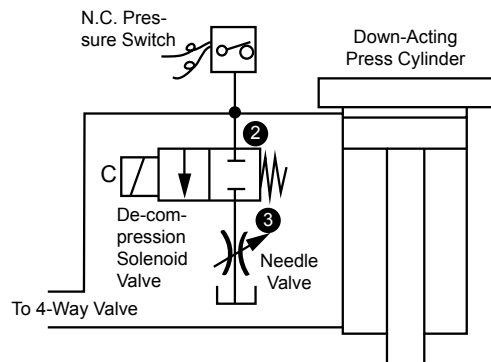 N.C. Pres-
sure Switch
Down-Acting
Press Cylinder
2
C
De-com-
pression
Solenoid
Valve
3
Needle
Valve
To 4-Way Valve